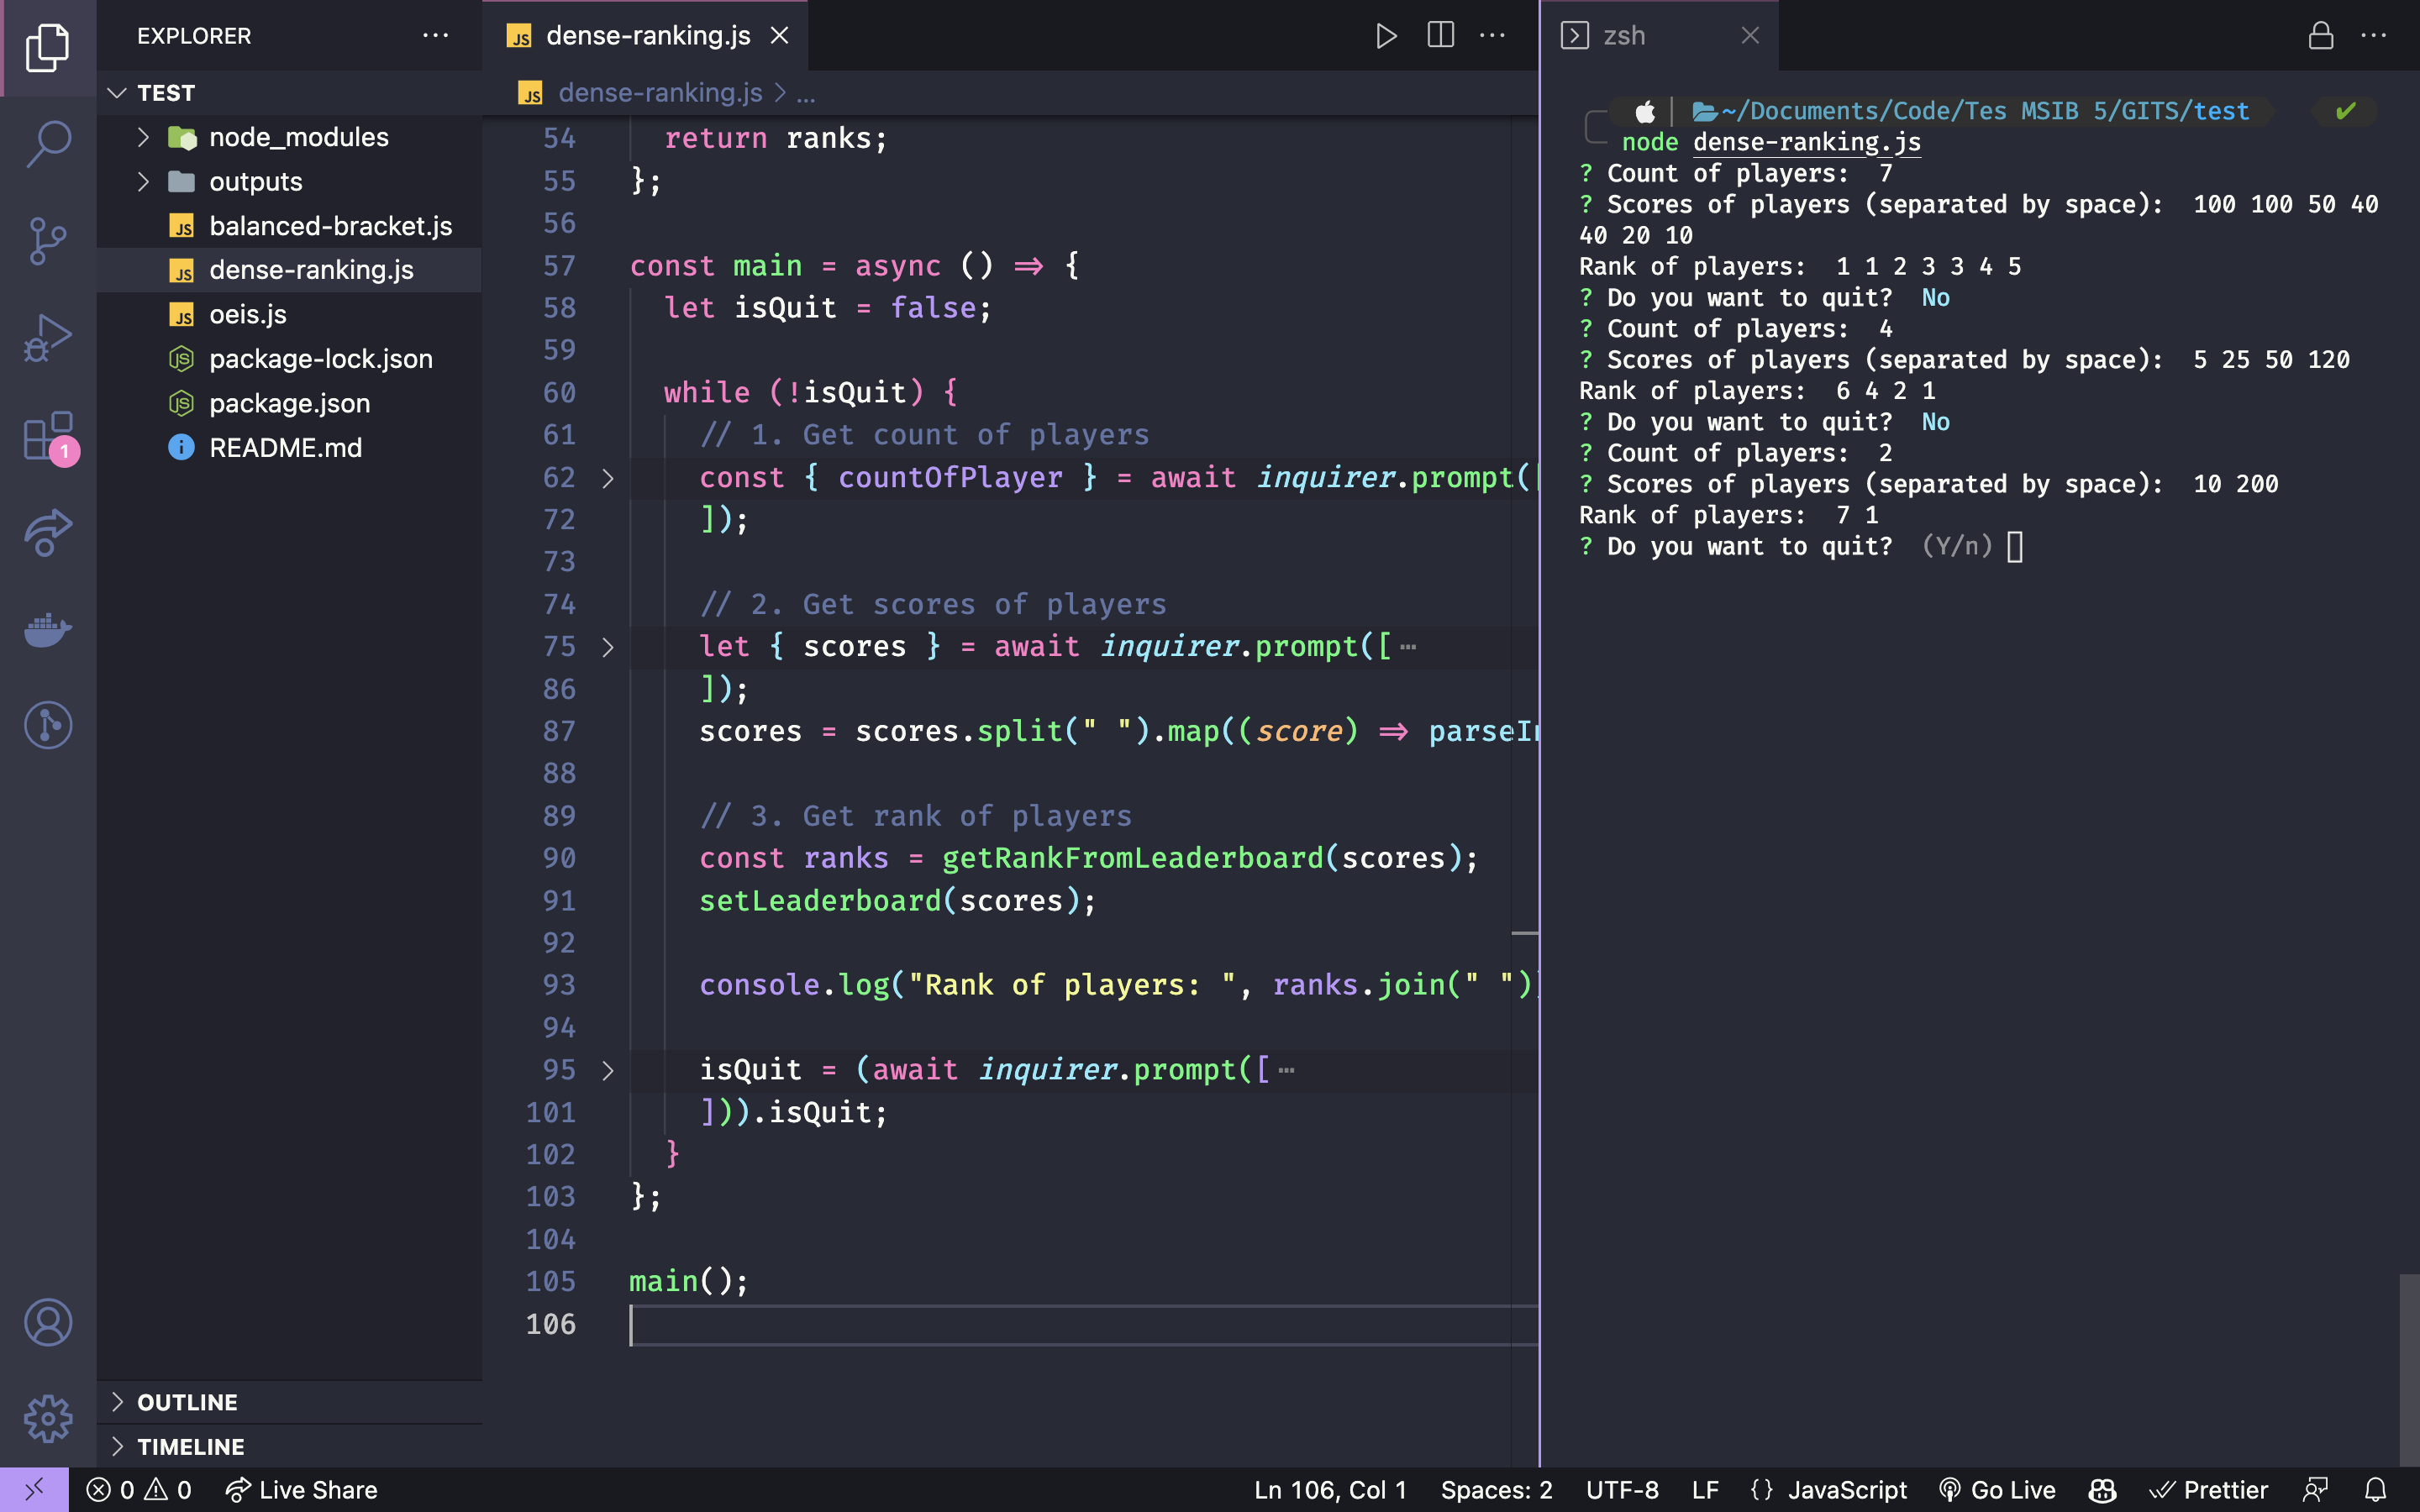 EXPLORER
TEST
node_modules
outputs
balanced-bracket.js
dense-ranking.js
oeis.js
package-lock.json
package.json
README.md
OUTLINE
TIMELINE
1
dense-ranking.js
dense-ranking.js > ...
54 return ranks;
55 };
56
57 const main = async () => {
58 let isQuit = false;
59
60 while (!isQuit) {
61 // 1. Get count of players
62 const { countOfPlayer } = await inquirer.prompt([
72 ]);
73
74 // 2. Get scores of players
75 let { scores } = await inquirer.prompt([ ⋯
86 ]);
87 scores = scores.split(" ").map((score) => parseIn
88
89 // 3. Get rank of players
90 const ranks = getRankFromLeaderboard(scores);
91 setLeaderboard(scores);
92
93 console.log("Rank of players: ", ranks.join(" "))
94
95 isQuit = (await inquirer.prompt([ ⋯
101 ])).isQuit;
102 }
103 };
104
105 main();
106
zsh
~/Documents/Code/Tes MSIB 5/GITS/test ✔
node dense-ranking.js
? Count of players: 7
? Scores of players (separated by space): 100 100 50 40
40 20 10
Rank of players: 1 1 2 3 3 4 5
? Do you want to quit? No
? Count of players: 4
? Scores of players (separated by space): 5 25 50 120
Rank of players: 6 4 2 1
? Do you want to quit? No
? Count of players: 2
? Scores of players (separated by space): 10 200
Rank of players: 7 1
? Do you want to quit? (Y/n)
0 0 Live Share Ln 106, Col 1 Spaces: 2 UTF-8 LF {} JavaScript Go Live Prettier